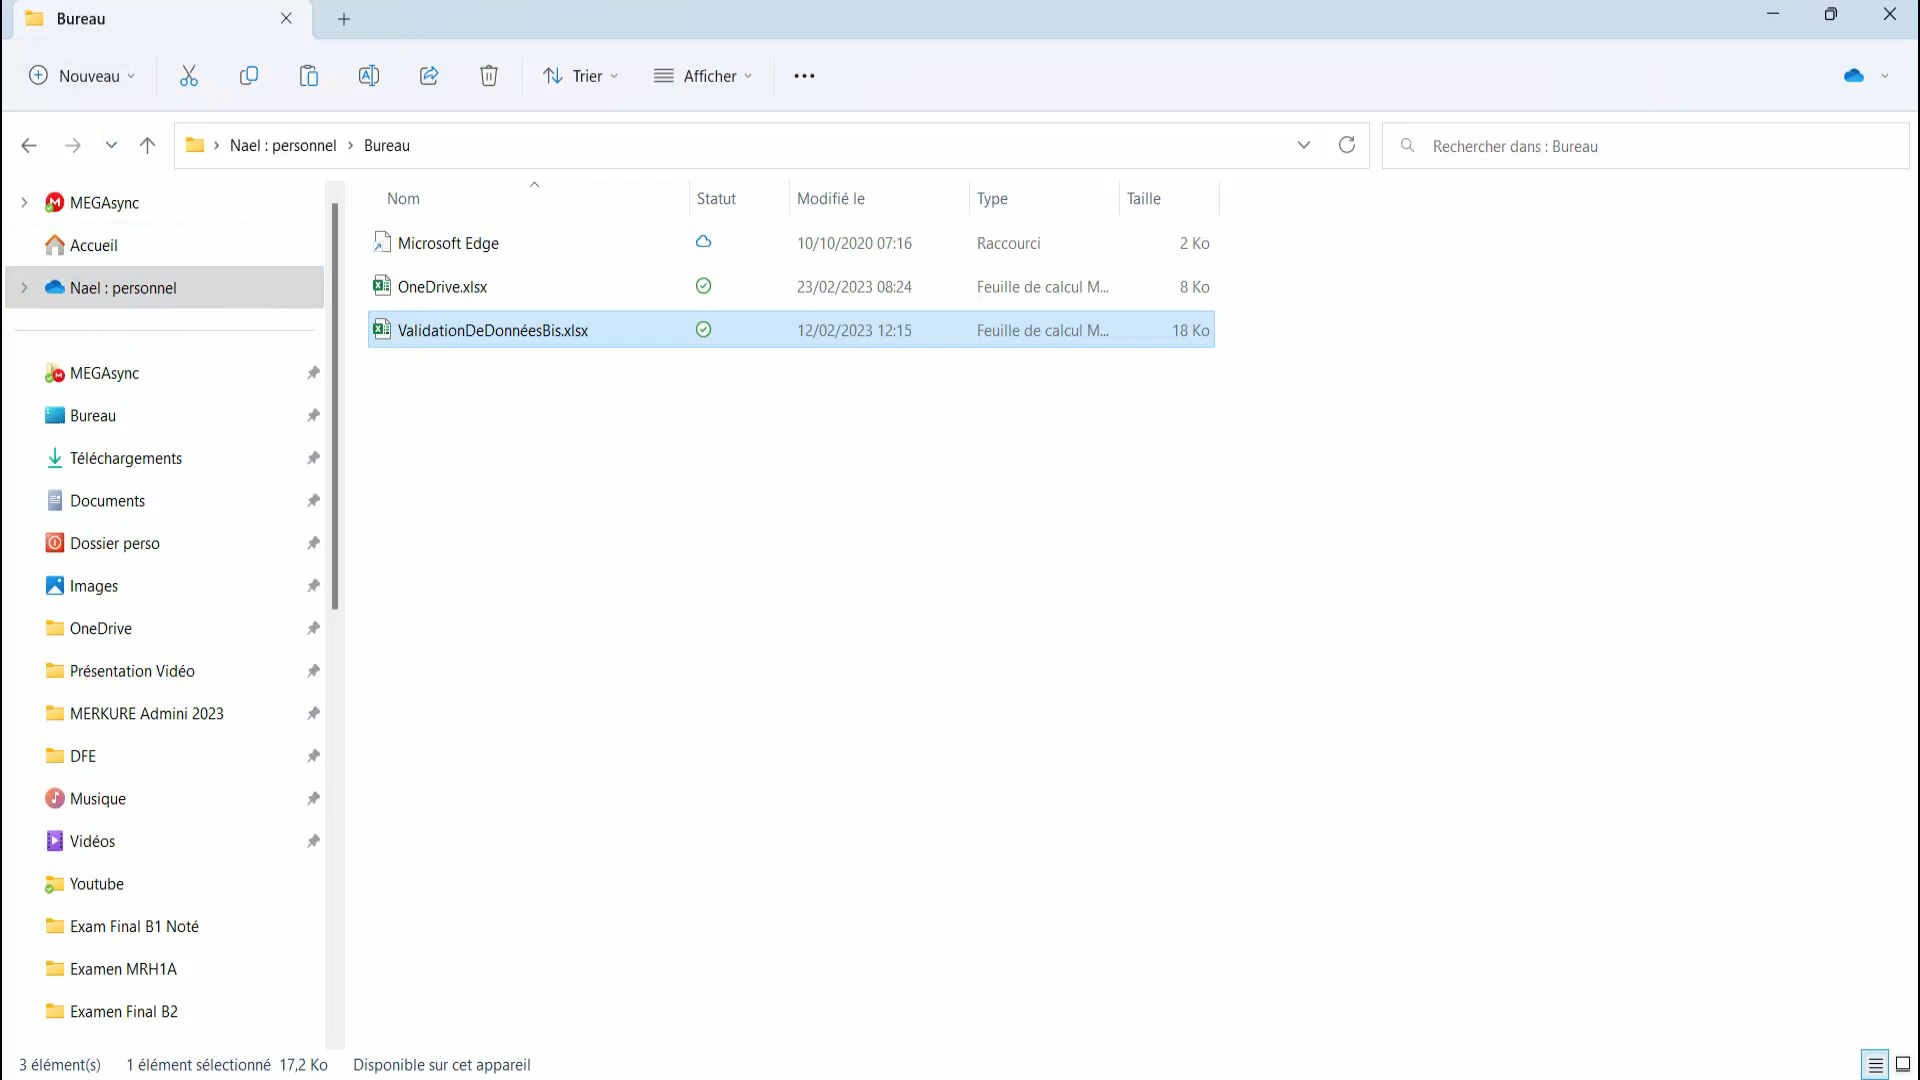 Bureau
Nouveau
Trier
Afficher
Nael : personnel
Bureau
Rechercher dans : Bureau
MEGAsync
Accueil
Nael : personnel
MEGAsync
Bureau
Téléchargements
Documents
Dossier perso
Images
OneDrive
Présentation Vidéo
MERKURE Admini 2023
DFE
Musique
Vidéos
Youtube
Exam Final B1 Noté
Examen MRH1A
Examen Final B2
Nom Statut Modifié le Type Taille
Microsoft Edge 10/10/2020 07:16 Raccourci 2 Ko
OneDrive.xlsx 23/02/2023 08:24 Feuille de calcul M... 8 Ko
ValidationDeDonnéesBis.xlsx 12/02/2023 12:15 Feuille de calcul M... 18 Ko
3 élément(s) 1 élément sélectionné 17,2 Ko Disponible sur cet appareil